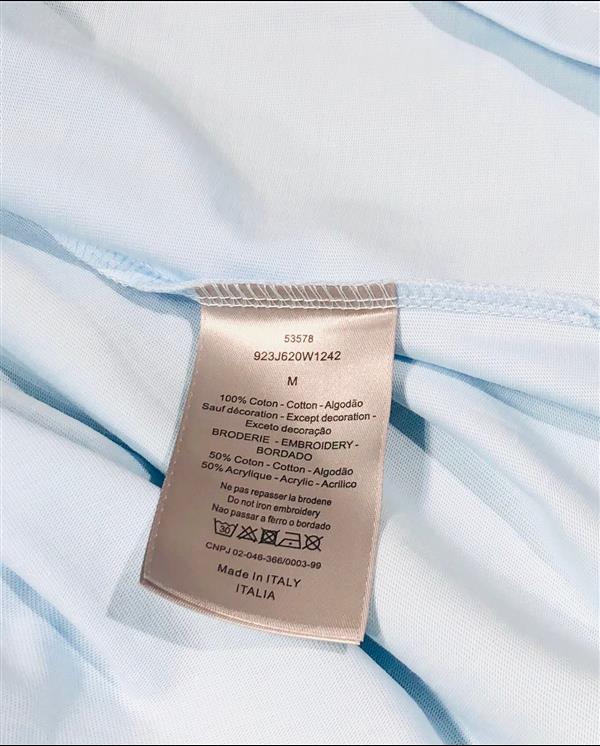 53578
923J620W1242
M
100% Coton - Cotton - Algodão
Sauf décoration - Except decoration -
Exceto decoração
BRODERIE - EMBROIDERY -
BORDADO
50% Coton - Cotton - Algodão
50% Acrylique - Acrylic - Acrílico
Ne pas repasser la brodene
Do not iron embroidery
Nao passar a fèrro o bordado
30
CNPJ 02-046-366/0003-99
Made in ITALY
ITALIA